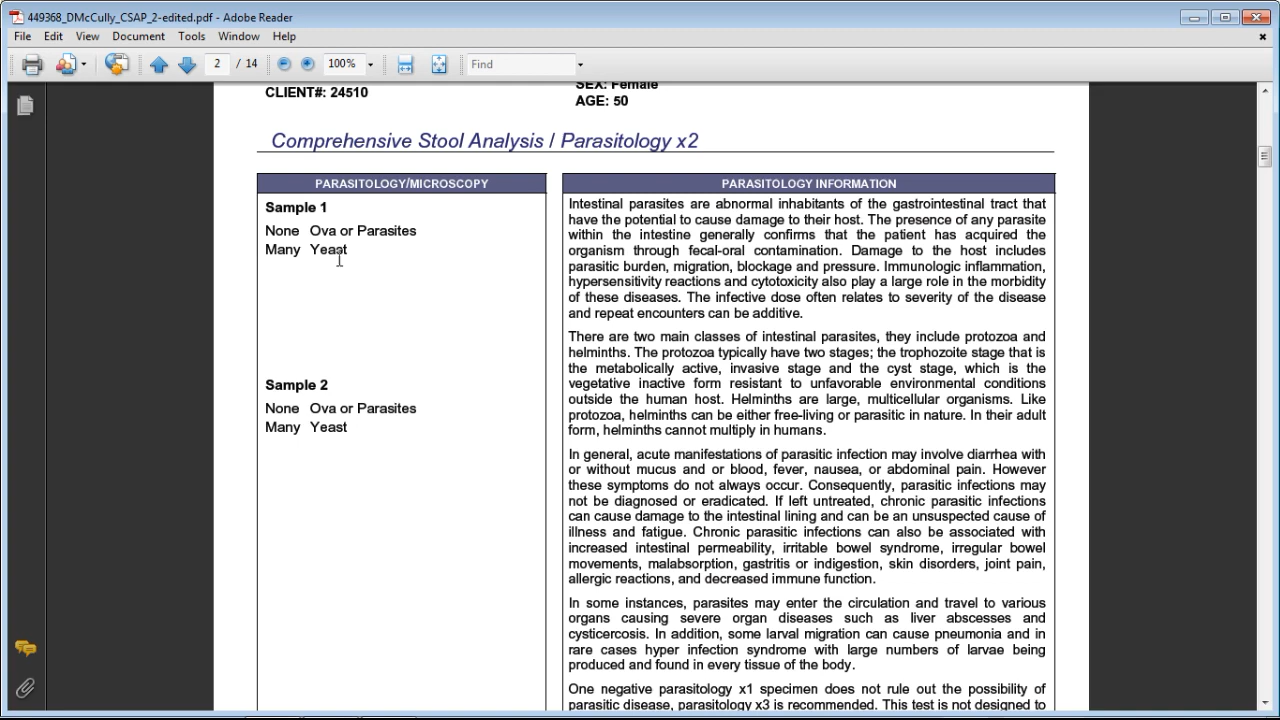 449368_DMcCully_CSAP_2-edited.pdf - Adobe Reader
File Edit View Document Tools Window Help
2 / 14 100% Find
CLIENT#: 24510
SEX: Female
AGE: 50
Comprehensive Stool Analysis / Parasitology x2
PARASITOLOGY/MICROSCOPY
Sample 1
None Ova or Parasites
Many Yeast
Sample 2
None Ova or Parasites
Many Yeast
PARASITOLOGY INFORMATION
Intestinal parasites are abnormal inhabitants of the gastrointestinal tract that
have the potential to cause damage to their host. The presence of any parasite
within the intestine generally confirms that the patient has acquired the
organism through fecal-oral contamination. Damage to the host includes
parasitic burden, migration, blockage and pressure. Immunologic inflammation,
hypersensitivity reactions and cytotoxicity also play a large role in the morbidity
of these diseases. The infective dose often relates to severity of the disease
and repeat encounters can be additive.
There are two main classes of intestinal parasites, they include protozoa and
helminths. The protozoa typically have two stages; the trophozoite stage that is
the metabolically active, invasive stage and the cyst stage, which is the
vegetative inactive form resistant to unfavorable environmental conditions
outside the human host. Helminths are large, multicellular organisms. Like
protozoa, helminths can be either free-living or parasitic in nature. In their adult
form, helminths cannot multiply in humans.
In general, acute manifestations of parasitic infection may involve diarrhea with
or without mucus and or blood, fever, nausea, or abdominal pain. However
these symptoms do not always occur. Consequently, parasitic infections may
not be diagnosed or eradicated. If left untreated, chronic parasitic infections
can cause damage to the intestinal lining and can be an unsuspected cause of
illness and fatigue. Chronic parasitic infections can also be associated with
increased intestinal permeability, irritable bowel syndrome, irregular bowel
movements, malabsorption, gastritis or indigestion, skin disorders, joint pain,
allergic reactions, and decreased immune function.
In some instances, parasites may enter the circulation and travel to various
organs causing severe organ diseases such as liver abscesses and
cysticercosis. In addition, some larval migration can cause pneumonia and in
rare cases hyper infection syndrome with large numbers of larvae being
produced and found in every tissue of the body.
One negative parasitology x1 specimen does not rule out the possibility of
parasitic disease, parasitology x3 is recommended. This test is not designed to